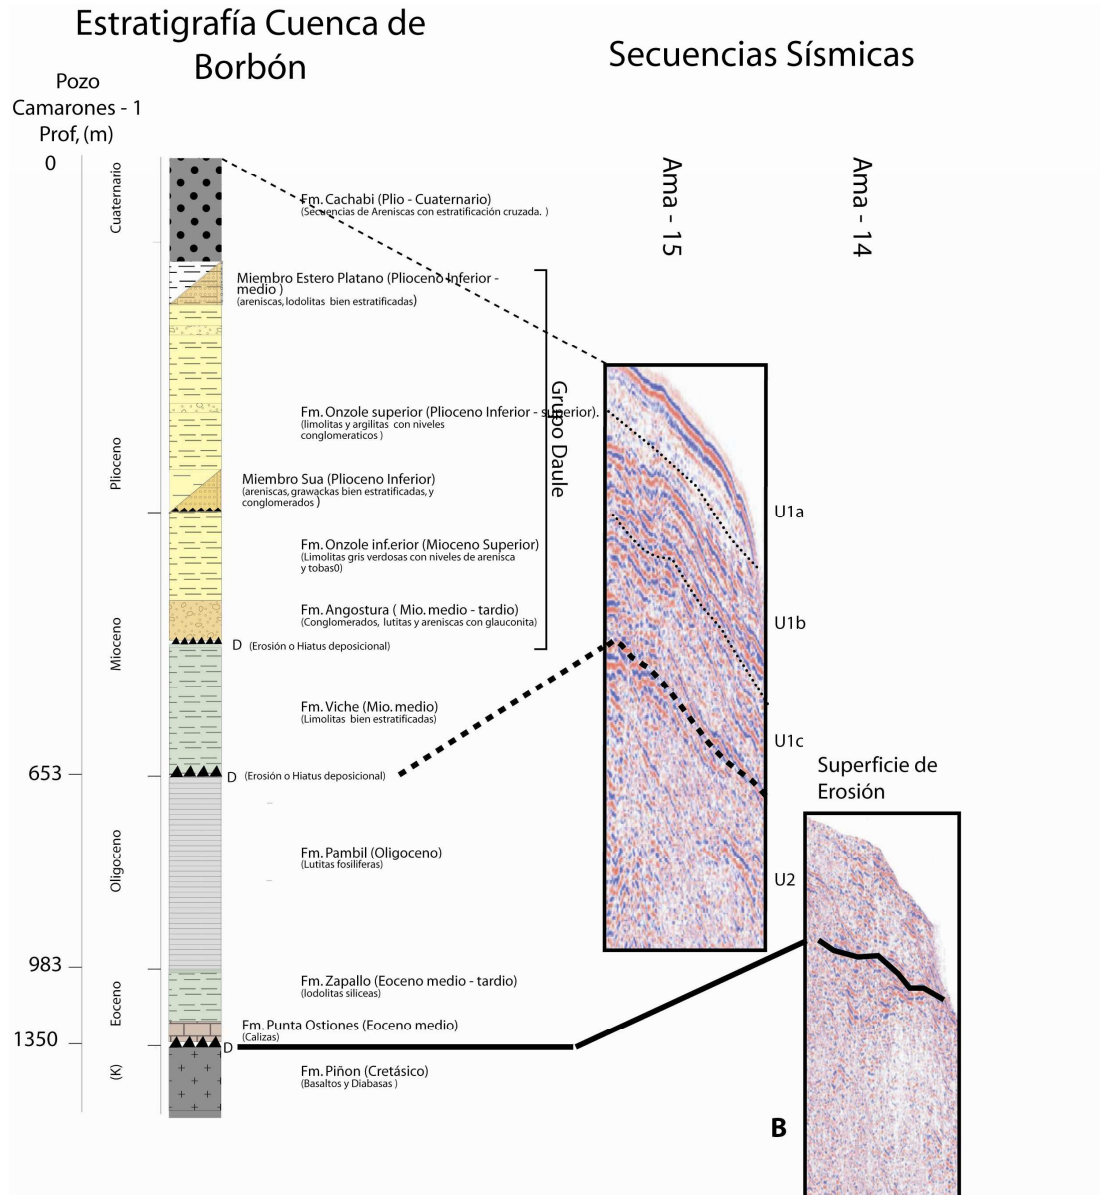 Estratigrafía Cuenca de
Borbón
Secuencias Sísmicas
Pozo
Camarones - 1
Prof, (m)
0
Cuaternario
Fm. Cachabi (Plio - Cuaternario)
(Secuencias de Areniscas con estratificación cruzada. )
Ama - 15
Ama - 14
Miembro Estero Platano (Plioceno Inferior -
medio )
(areniscas, lodolitas bien estratificadas)
Grupo Daule
Fm. Onzole superior (Plioceno Inferior - superior).
(limolitas y argilitas con niveles
conglomeraticos )
Plioceno
Miembro Sua (Plioceno Inferior)
(areniscas, grawackas bien estratificadas, y
conglomerados )
U1a
Fm. Onzole inf.erior (Mioceno Superior)
(Limolitas gris verdosas con niveles de arenisca
y tobas0)
Fm. Angostura ( Mio. medio - tardio)
(Conglomerados, lutitas y areniscas con glauconita)
U1b
Mioceno
D (Erosión o Hiatus deposicional)
Fm. Viche (Mio. medio)
(Limolitas bien estratificadas)
U1c
653
D (Erosión o Hiatus deposicional)
Superficie de
Erosión
Oligoceno
Fm. Pambil (Oligoceno)
(Lutitas fosiliferas)
U2
983
Eoceno
Fm. Zapallo (Eoceno medio - tardio)
(lodolitas siliceas)
Fm. Punta Ostiones (Eoceno medio)
(Calizas)
1350
D
(K)
Fm. Piñon (Cretásico)
(Basaltos y Diabasas )
B